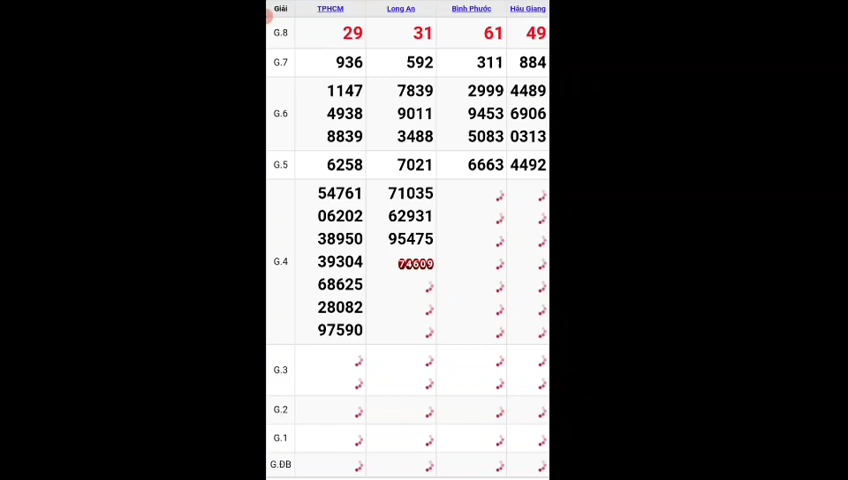 Giải TPHCM Long An Bình Phước Hậu Giang
G.8 29 31 61 49
G.7 936 592 311 884
1147 7839 2999 4489
G.6 4938 9011 9453 6906
8839 3488 5083 0313
G.5 6258 7021 6663 4492
54761 71035
06202 62931
38950 95475
G.4 39304 74609
68625
28082
97590
G.3
G.2
G.1
G.ĐB